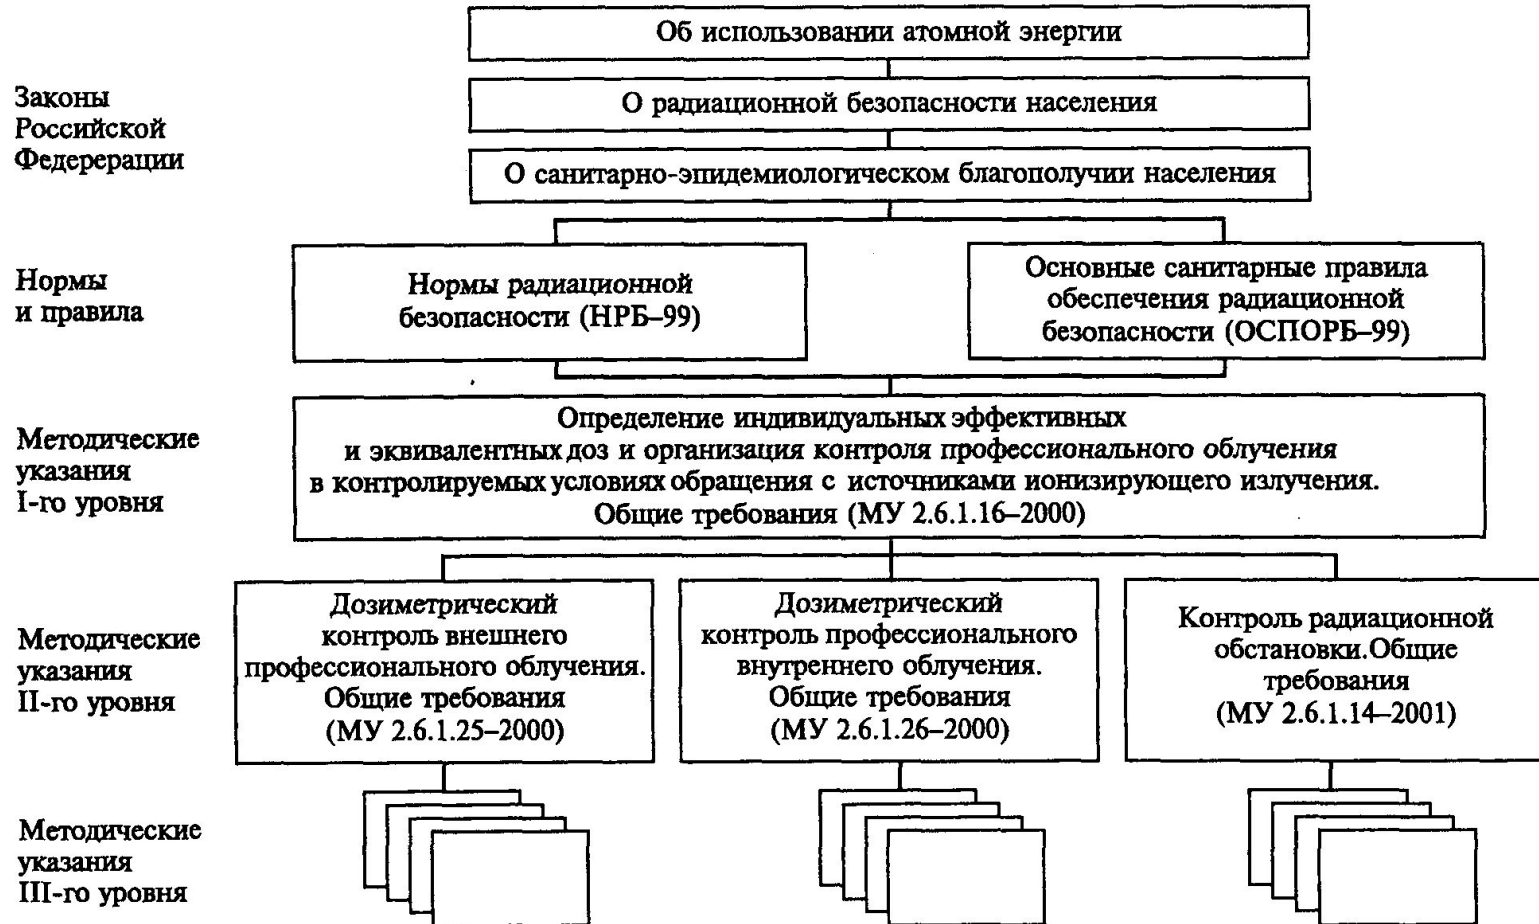 Об использовании атомной энергии
Законы
Российской
Федерерации
О радиационной безопасности населения
О санитарно-эпидемиологическом благополучии населения
Нормы
и правила
Нормы радиационной
безопасности (НРБ–99)
Основные санитарные правила
обеспечения радиационной
безопасности (ОСПОРБ–99)
Методические
указания
I-го уровня
Определение индивидуальных эффективных
и эквивалентных доз и организация контроля профессионального облучения
в контролируемых условиях обращения с источниками ионизирующего излучения.
Общие требования (МУ 2.6.1.16–2000)
Методические
указания
II-го уровня
Дозиметрический
контроль внешнего
профессионального облучения.
Общие требования
(МУ 2.6.1.25–2000)
Дозиметрический
контроль профессионального
внутреннего облучения.
Общие требования
(МУ 2.6.1.26–2000)
Контроль радиационной
обстановки.Общие
требования
(МУ 2.6.1.14–2001)
Методические
указания
III-го уровня